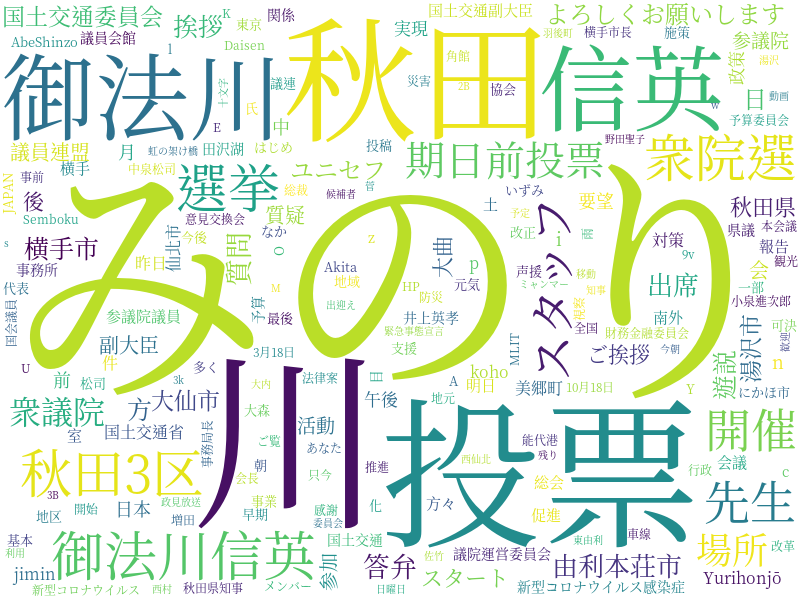 国土交通委員会
挨拶
K
東京
関係
国土交通副大臣
よろしくお願いします
AbeShinzo
議員会館
l
Daisen
実現
羽後町
横手市長
施策
参議院
御法川
秋田
信英
角館
2B
協会
湯沢
政策
w
日
動画
予算委員会
災害
議連
十文字
氏
E
中
投稿
議員連盟
月
虹の架け橋
田沢湖
はじめ
野田聖子
期日前投票
衆院選
JAPAN
事前
横手
中泉松司
ユニセフ
選挙
総裁
候補者
皆
いずみ
要望
後
Semboku
意見交換会
質疑
土
予定
改正
秋田県
県議
本会議
横手市
s
仙北市
今後
なか
o
質問
みのり
z
大曲
p
スタッフ
i
雨
対策
報告
観光
昨日
事務所
Akita
地域
元気
声援
移動
ミャンマー
9v
会
一部
代表
国会議員
予算
M
出迎え
HP
防災
視察
知事
出席
小泉進次郎
参議院議員
最後
井上英孝
全国
南外
可決
歓迎
副大臣
緊急事態宣言
支援
MLIT
財務金融委員会
今朝
3月18日
川
ご挨拶
遊説
湯沢市
U
件
多く
法律案
目
koho
n
前
松司
3k
大内
A
明日
美郷町
10月18日
Y
にかほ市
衆議院
方
大仙市
午後
地元
投票
開催
室
国土交通省
事務局長
大森
活動
ご覧
あなた
能代港
残り
秋田3区
朝
只今
推進
西仙北
総会
会議
行政
c
先生
3B
政見放送
会長
事業
化
方々
促進
地区
開始
日本
増田
早期
感謝
委員会
東由利
車線
場所
基本
御法川信英
国土交通
議院運営委員会
改革
利用
jimin
参加
答弁
佐竹
由利本荘市
Yurihonjō
新型コロナウイルス
西村
秋田県知事
メンバー
日曜日
スタート
新型コロナウイルス感染症